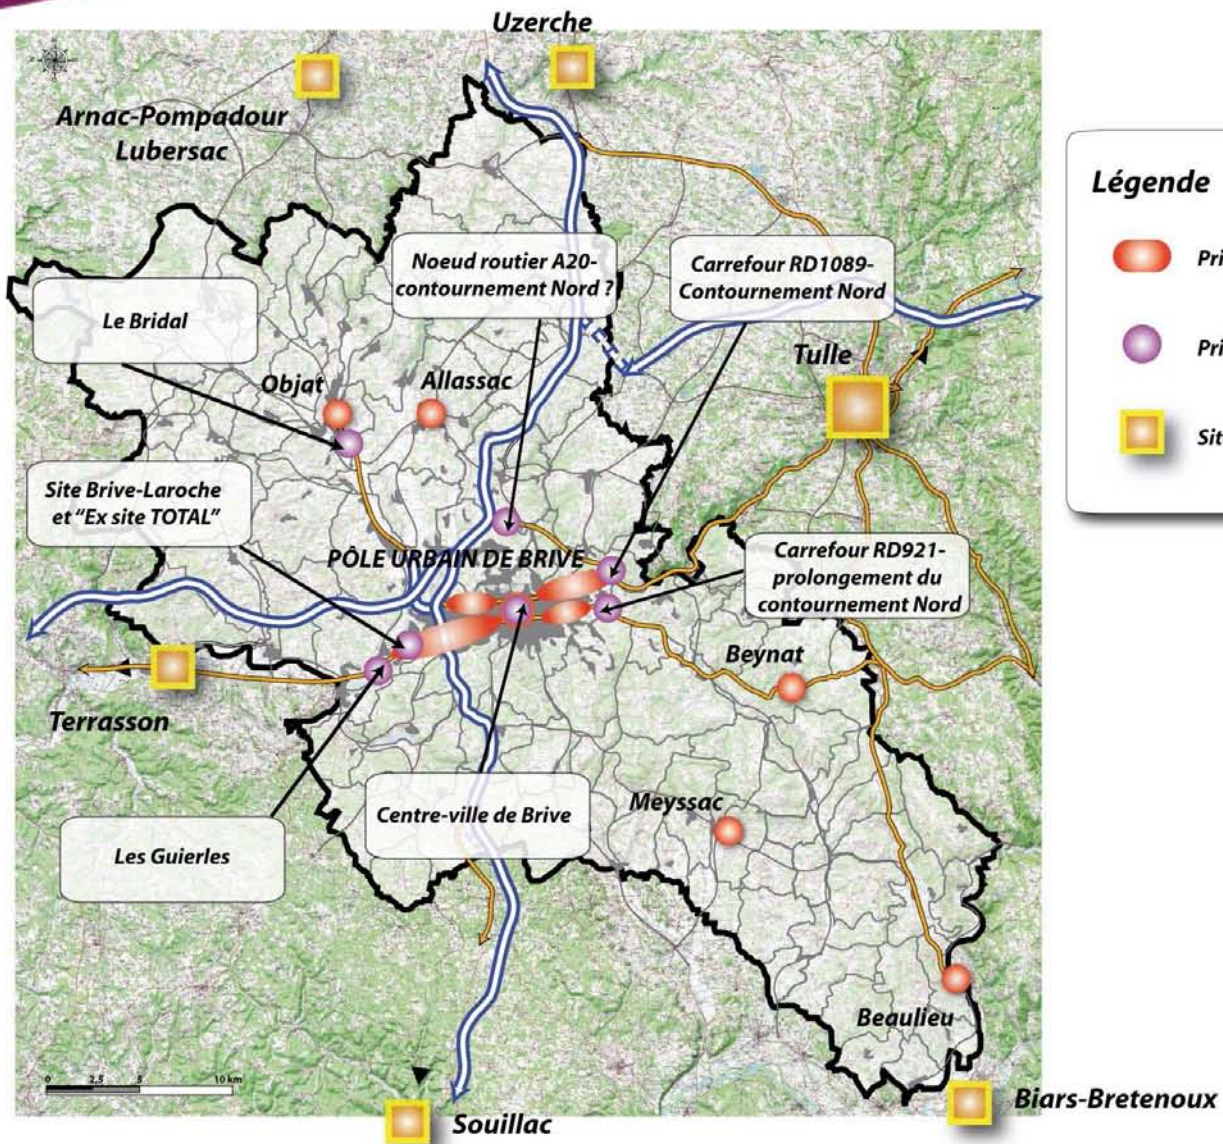 Uzerche
Arnac-Pompadour
Lubersac
Légende
Noeud routier A20-
contournement Nord ?
Carrefour RD1089-
Contournement Nord
Pri
Le Bridal
Tulle
Pri
Objat
Allassac
Sit
Site Brive-Laroche
et "Ex site TOTAL"
PÔLE URBAIN DE BRIVE
Carrefour RD921-
prolongement du
contournement Nord
Beynat
Terrasson
Centre-ville de Brive
Meyssac
Les Guierles
Beaulieu
0 2,5 5 10 km
Biars-Bretenoux
Souillac